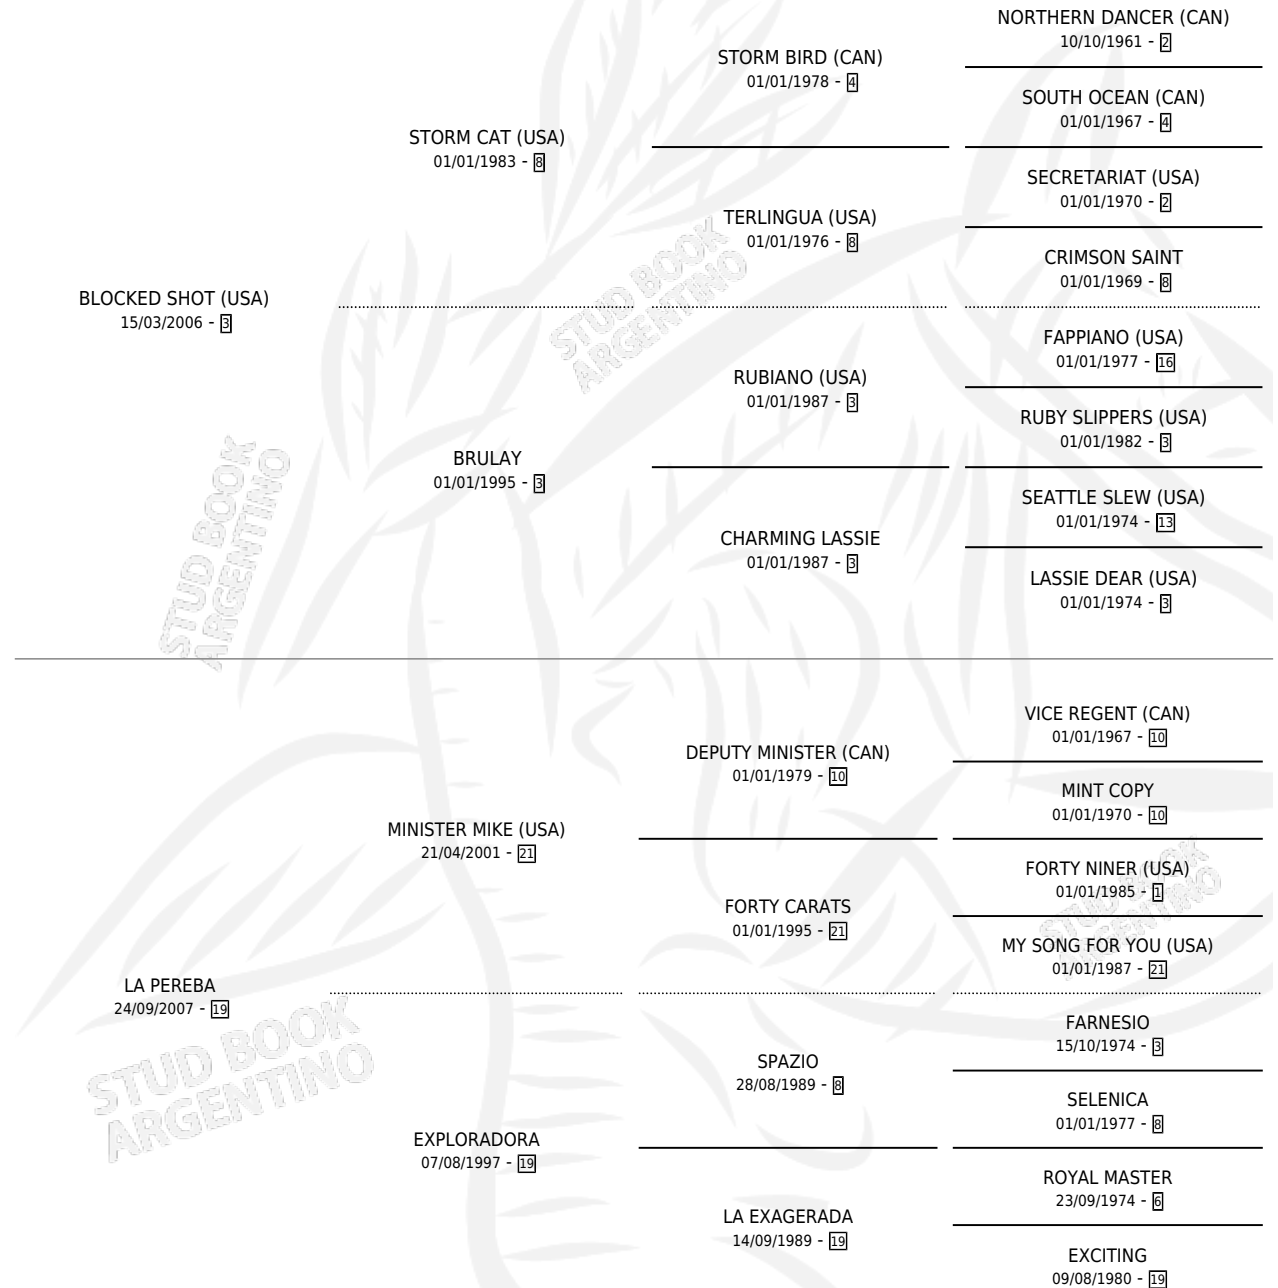 NORTHERN DANCER (CAN)
10/10/1961 - 2
STORM BIRD (CAN)
01/01/1978 - 4
SOUTH OCEAN (CAN)
01/01/1967 - 4
STORM CAT (USA)
01/01/1983 - 8
SECRETARIAT (USA)
01/01/1970 - 2
TERLINGUA (USA)
01/01/1976 - 8
CRIMSON SAINT
01/01/1969 - 8
BLOCKED SHOT (USA)
15/03/2006 - 3
FAPPIANO (USA)
01/01/1977 - 16
RUBIANO (USA)
01/01/1987 - 3
RUBY SLIPPERS (USA)
01/01/1982 - 3
BRULAY
01/01/1995 - 3
SEATTLE SLEW (USA)
01/01/1974 - 13
CHARMING LASSIE
01/01/1987 - 3
LASSIE DEAR (USA)
01/01/1974 - 3
STUD BOOK
ARGENTINO
STUD BOOK
ARGENTINO
VICE REGENT (CAN)
01/01/1967 - 10
DEPUTY MINISTER (CAN)
01/01/1979 - 10
MINT COPY
01/01/1970 - 10
MINISTER MIKE (USA)
21/04/2001 - 21
FORTY NINER (USA)
01/01/1985 - 1
FORTY CARATS
01/01/1995 - 21
MY SONG FOR YOU (USA)
01/01/1987 - 21
STUD BOOK
ARGENTINO
LA PEREBA
24/09/2007 - 19
FARNESIO
15/10/1974 - 3
SPAZIO
28/08/1989 - 8
SELENICA
01/01/1977 - 8
STUD BOOK
ARGENTINO
EXPLORADORA
07/08/1997 - 19
ROYAL MASTER
23/09/1974 - 6
LA EXAGERADA
14/09/1989 - 19
EXCITING
09/08/1980 - 19